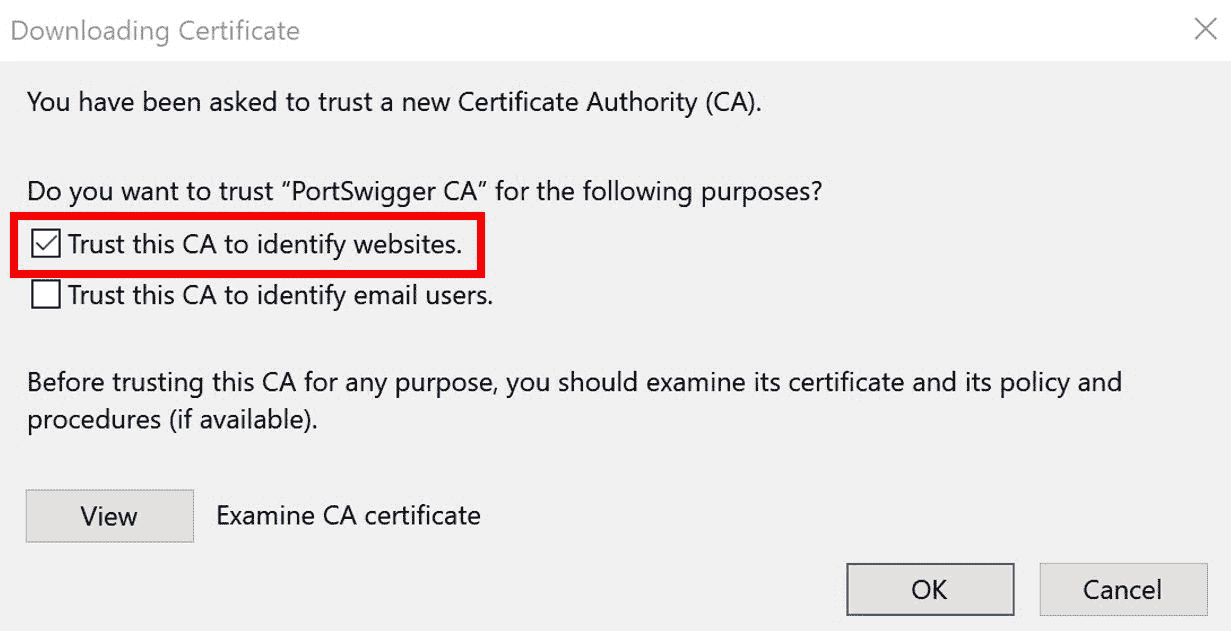 Downloading Certificate
You have been asked to trust a new Certificate Authority (CA).
Do you want to trust “PortSwigger CA” for the following purposes?
Trust this CA to identify websites.
Trust this CA to identify email users.
Before trusting this CA for any purpose, you should examine its certificate and its policy and
procedures (if available).
View Examine CA certificate
OK Cancel